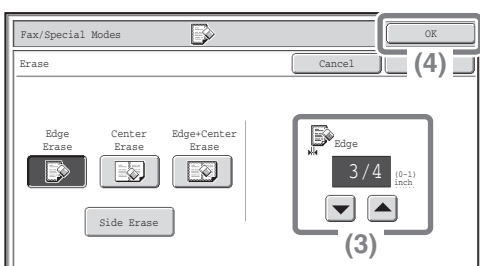 Fax/Special Modes
OK
Erase
Cancel
(4)
Edge
Erase
Center
Erase
Edge+Center
Erase
Edge
3/4
(0-1)
inch
Side Erase
(3)